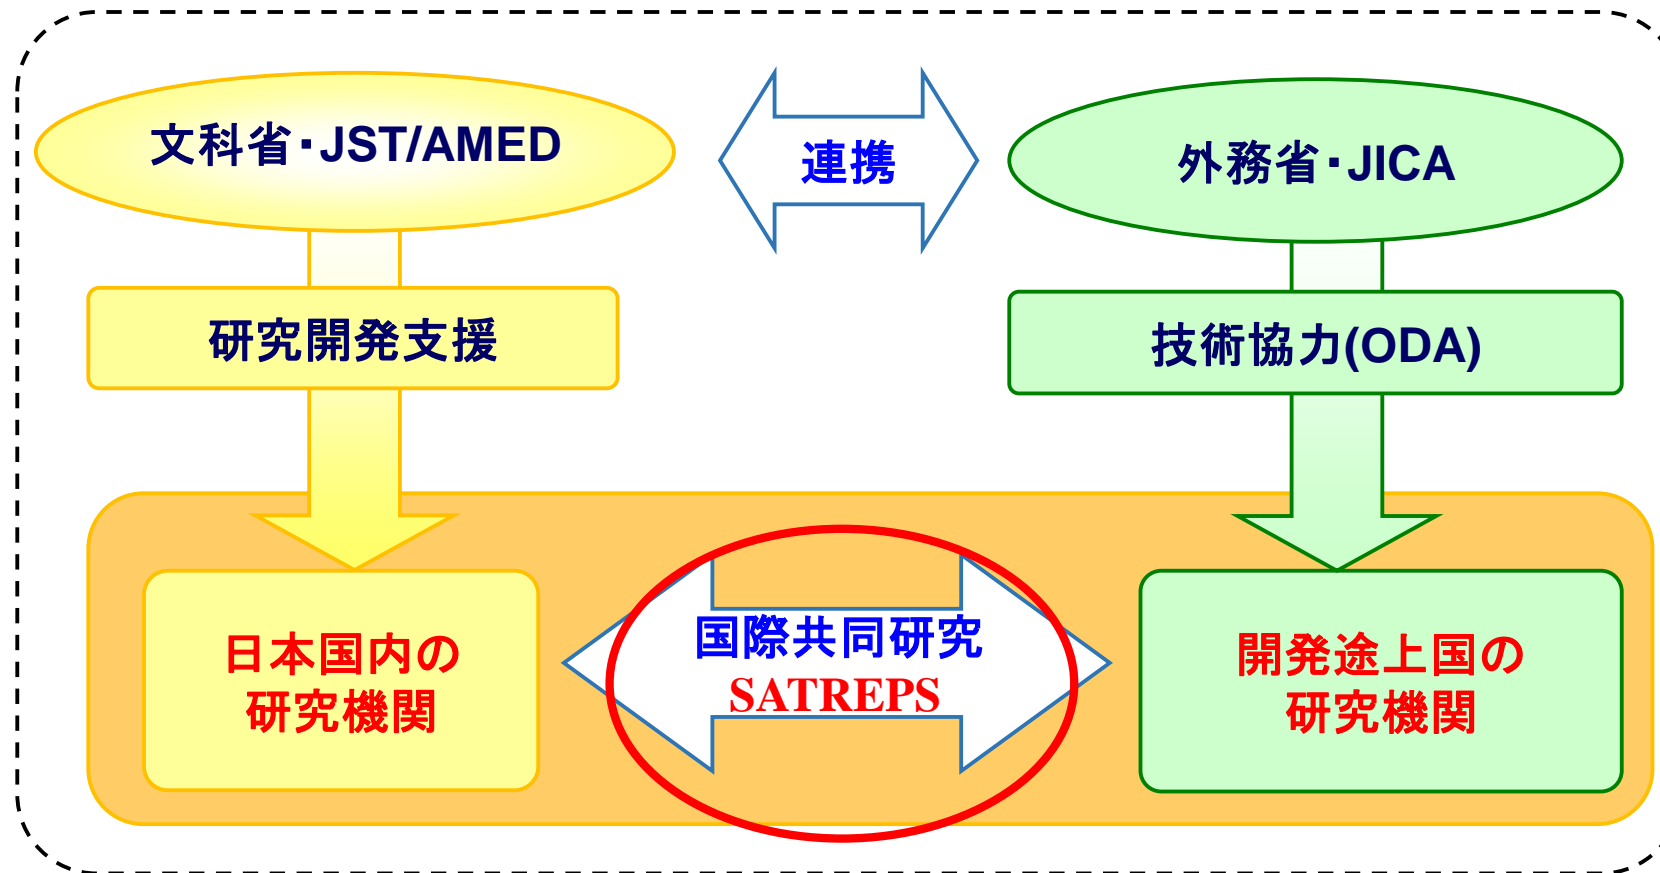 文科省・JST/AMED
連携
外務省・JICA
研究開発支援
技術協力(ODA)
日本国内の
研究機関
国際共同研究
SATREPS
開発途上国の
研究機関